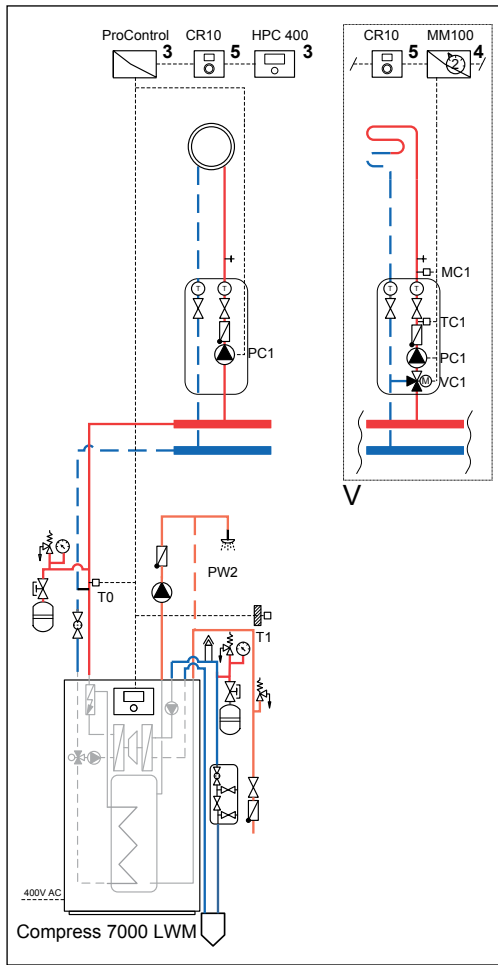 ProControl 3 CR10 5 HPC 400 3
CR10 5 MM100 4
2
T T
PC1
T T
MC1
TC1
PC1
M VC1
V
PW2
T0
T1
400V AC
Compress 7000 LWM